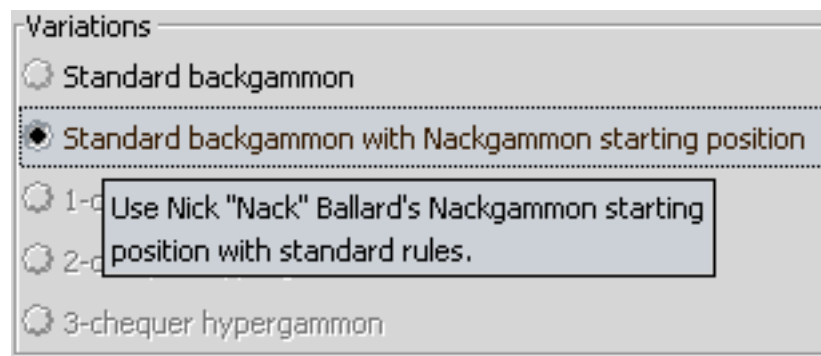 Variations
Standard backgammon
Standard backgammon with Nackgammon starting position
Use Nick "Nack" Ballard's Nackgammon starting
position with standard rules.
3-chequer hypergammon